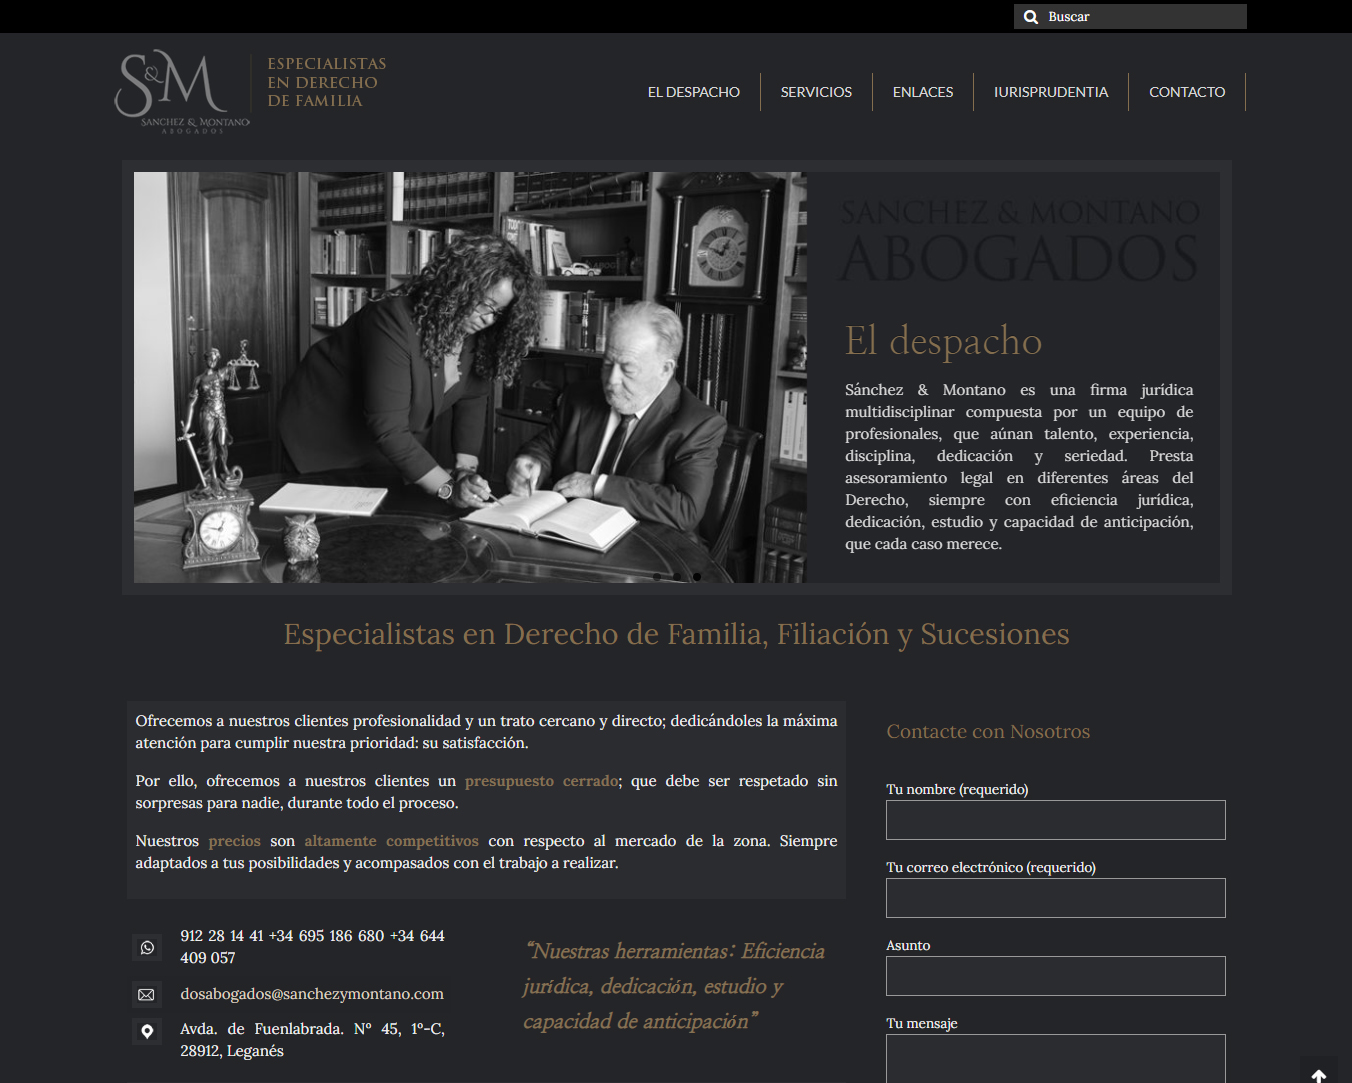 Buscar
S&M
SANCHEZ & MONTANO
ABOGADOS
ESPECIALISTAS
EN DERECHO
DE FAMILIA
EL DESPACHO
SERVICIOS
ENLACES
IURISPRUDENTIA
CONTACTO
SANCHEZ & MONTANO
ABOGADOS
El despacho
Sánchez & Montano es una firma jurídica
multidisciplinar compuesta por un equipo de
profesionales, que aúnan talento, experiencia,
disciplina, dedicación y seriedad. Presta
asesoramiento legal en diferentes áreas del
Derecho, siempre con eficiencia jurídica,
dedicación, estudio y capacidad de anticipación,
que cada caso merece.
Especialistas en Derecho de Familia, Filiación y Sucesiones
Ofrecemos a nuestros clientes profesionalidad y un trato cercano y directo; dedicándoles la máxima
atención para cumplir nuestra prioridad: su satisfacción.
Por ello, ofrecemos a nuestros clientes un presupuesto cerrado; que debe ser respetado sin
sorpresas para nadie, durante todo el proceso.
Nuestros precios son altamente competitivos con respecto al mercado de la zona. Siempre
adaptados a tus posibilidades y acompasados con el trabajo a realizar.
912 28 14 41 +34 695 186 680 +34 644
409 057
dosabogados@sanchezymontano.com
Avda. de Fuenlabrada. Nº 45, 1º-C,
28912, Leganés
“Nuestras herramientas: Eficiencia
jurídica, dedicación, estudio y
capacidad de anticipación”
Contacte con Nosotros
Tu nombre (requerido)
Tu correo electrónico (requerido)
Asunto
Tu mensaje